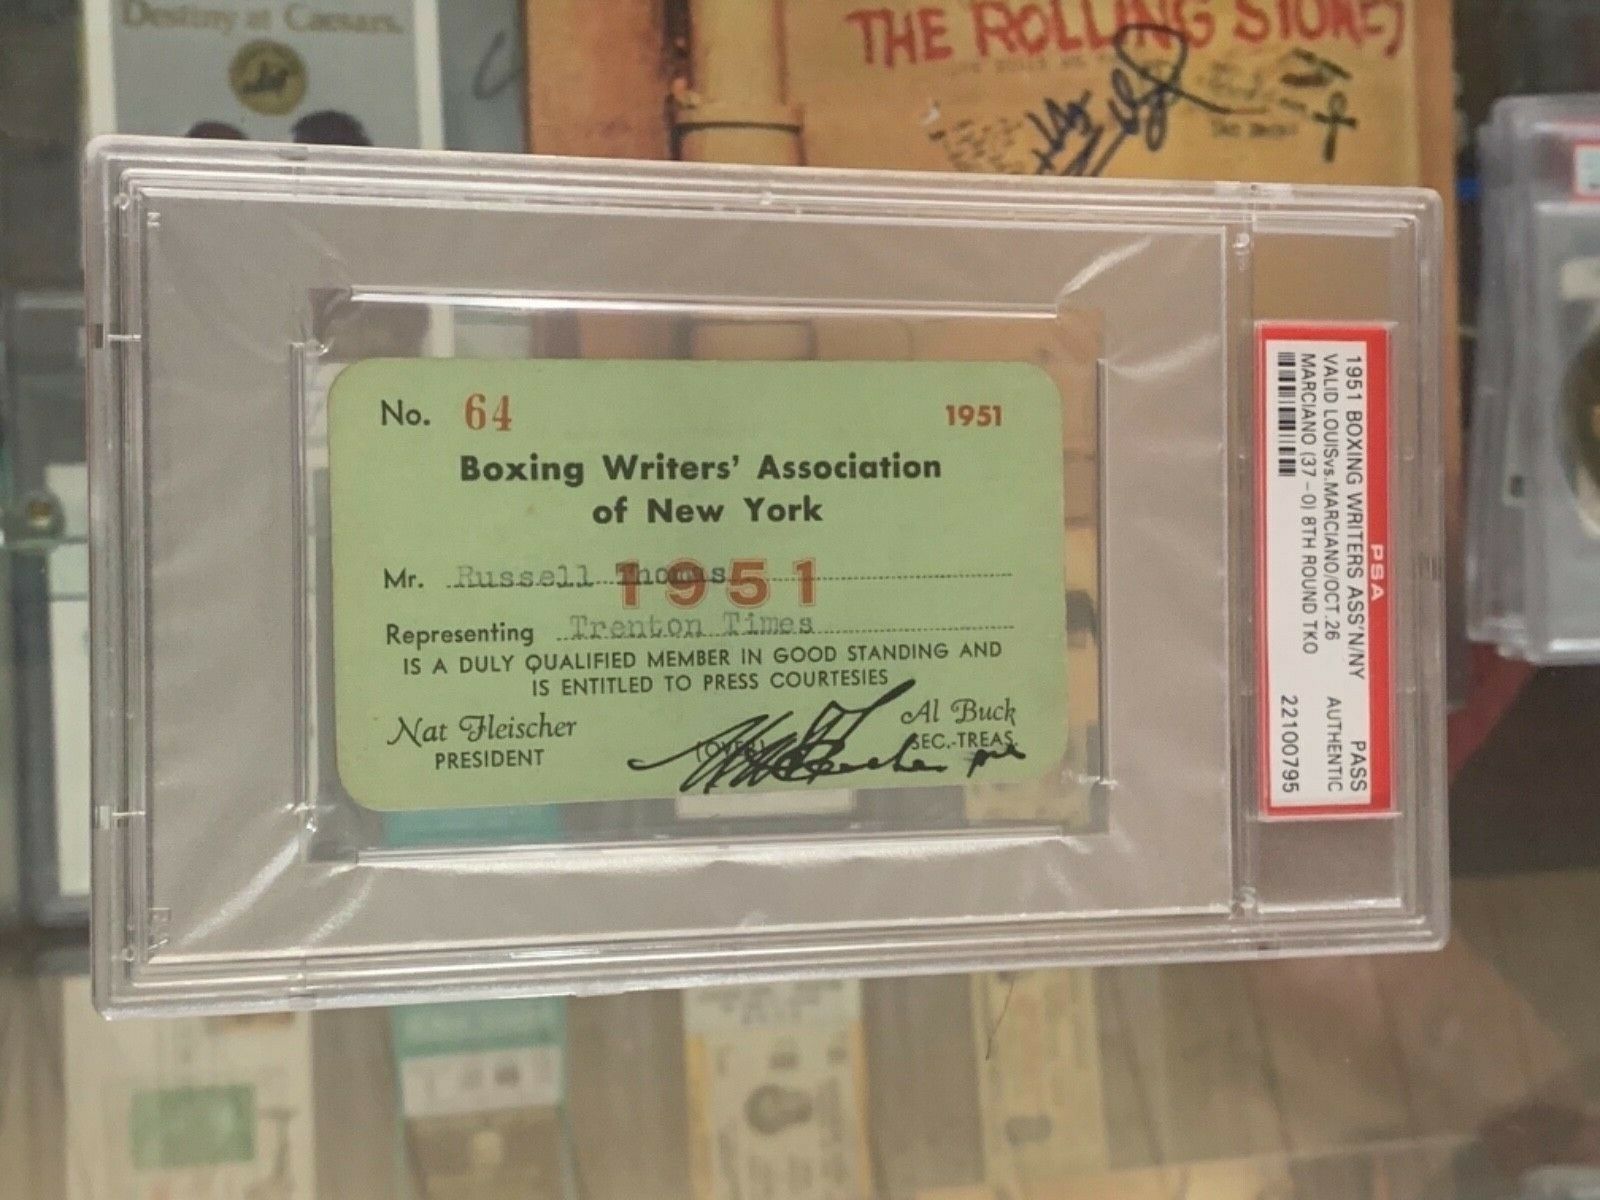 Destiny at Caesars.
THE ROLLING STONES
No. 64
1951
Boxing Writers' Association
of New York
1951
Mr. Russell Thomas
Representing Trenton Times
IS A DULY QUALIFIED MEMBER IN GOOD STANDING AND
IS ENTITLED TO PRESS COURTESIES
Nat Fleischer
PRESIDENT
(OVER)
Al Buck
SEC.-TREAS.
PSA
1951 BOXING WRITERS ASS'N/NY PASS
VALID LOUISvs.MARCIANO/OCT.26 AUTHENTIC
MARCIANO (37-0) 8TH ROUND TKO
22100795